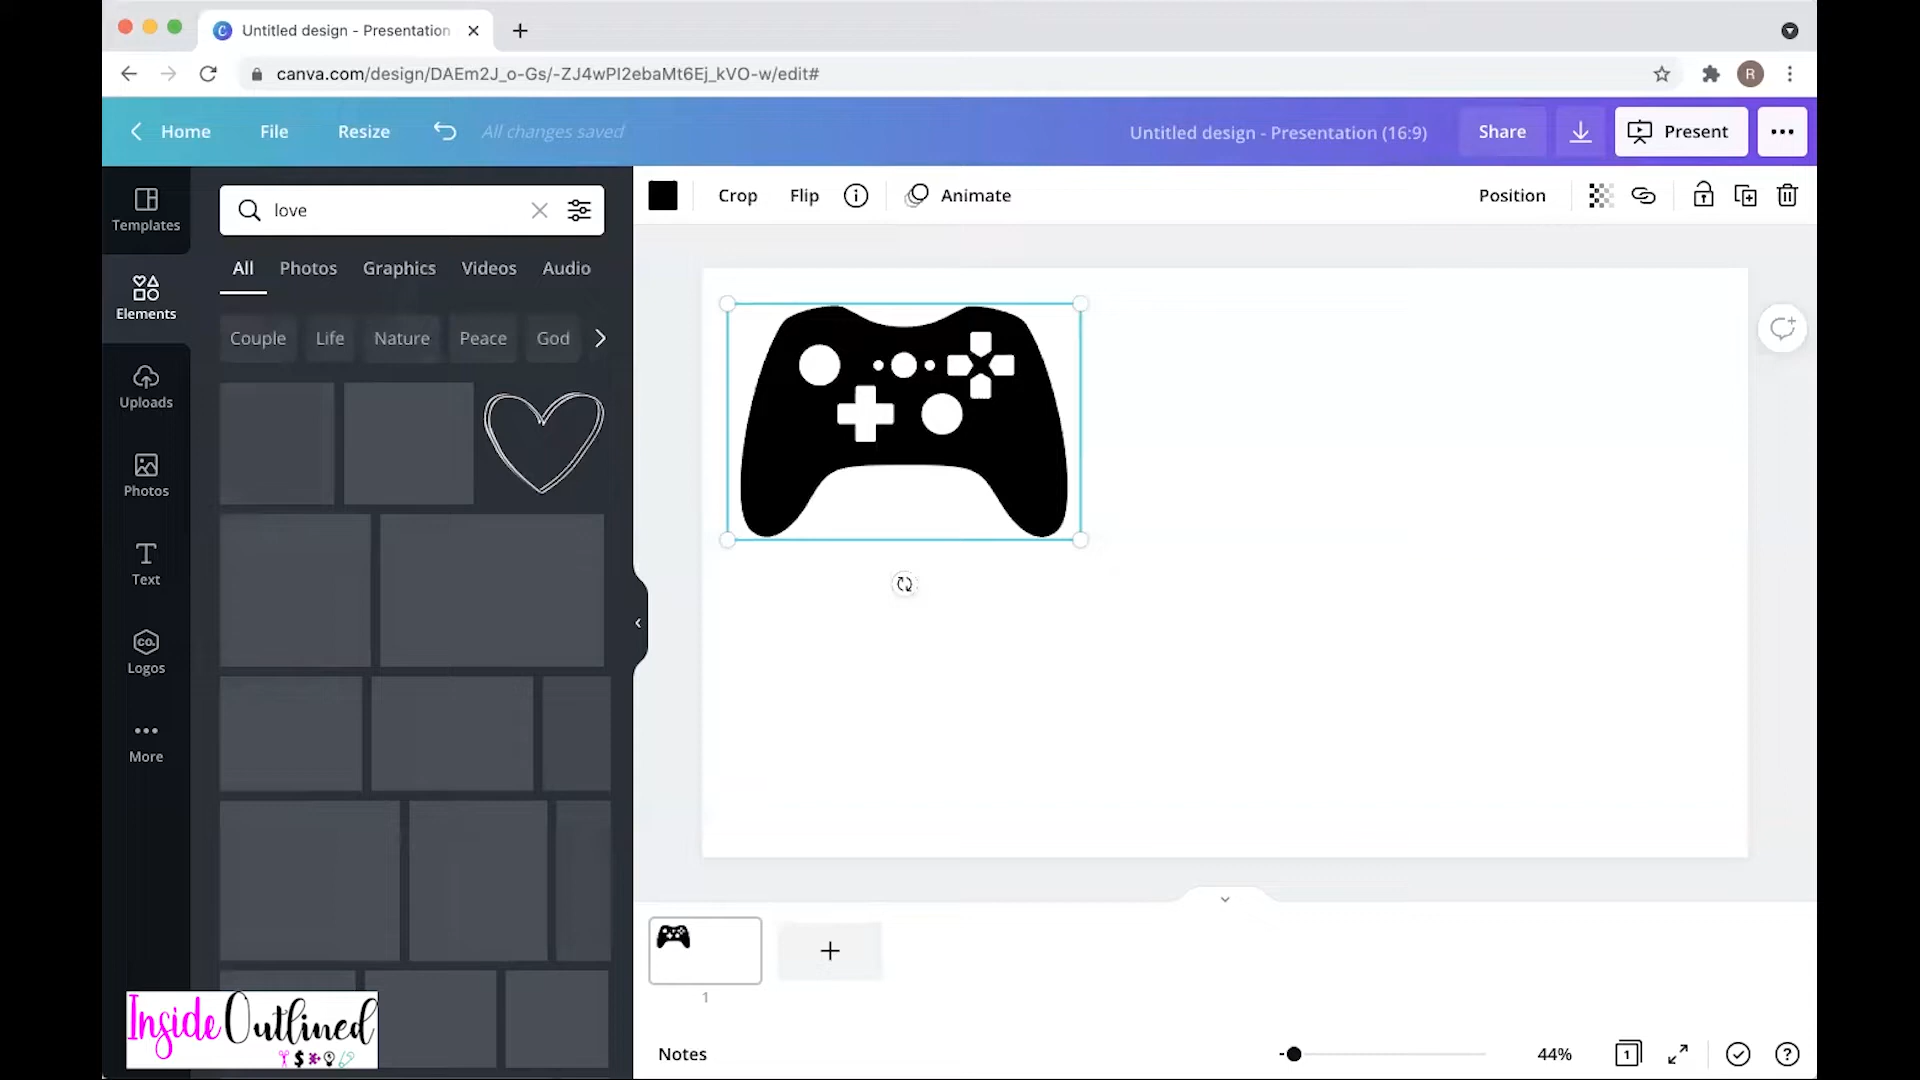 Untitled design - Presentation
canva.com/design/DAEm2J_o-Gs/-ZJ4wPI2ebaMt6Ej_kVO-w/edit#
R
Home File Resize All changes saved Untitled design - Presentation (16:9) Share Present
Templates
Elements
Uploads
Photos
Text
CO.
Logos
More
love
All Photos Graphics Videos Audio
Couple Life Nature Peace God
Crop Flip Animate Position
1
Notes 44% 1
Inside Outlined